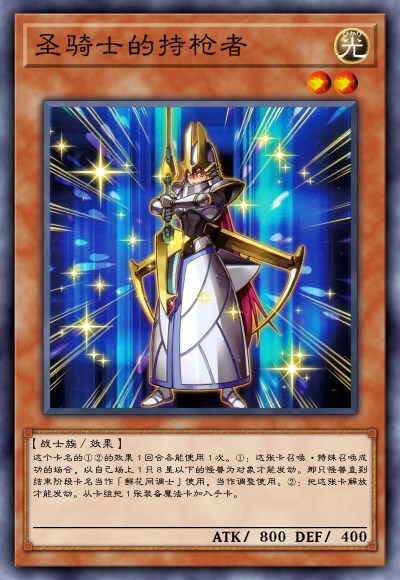 圣骑士的持枪者
光
【战士族/效果】
这个卡名的①②的效果1回合各能使用1次。①:这张卡召唤·特殊召唤成
功的场合,以自己场上1只8星以下的怪兽为对象才能发动。那只怪兽直到
结束阶段卡名当作「鲜花同调士」使用,当作调整使用。②:把这张卡解放
才能发动。从卡组把1张装备魔法卡加入手卡。
ATK/ 800 DEF/ 400